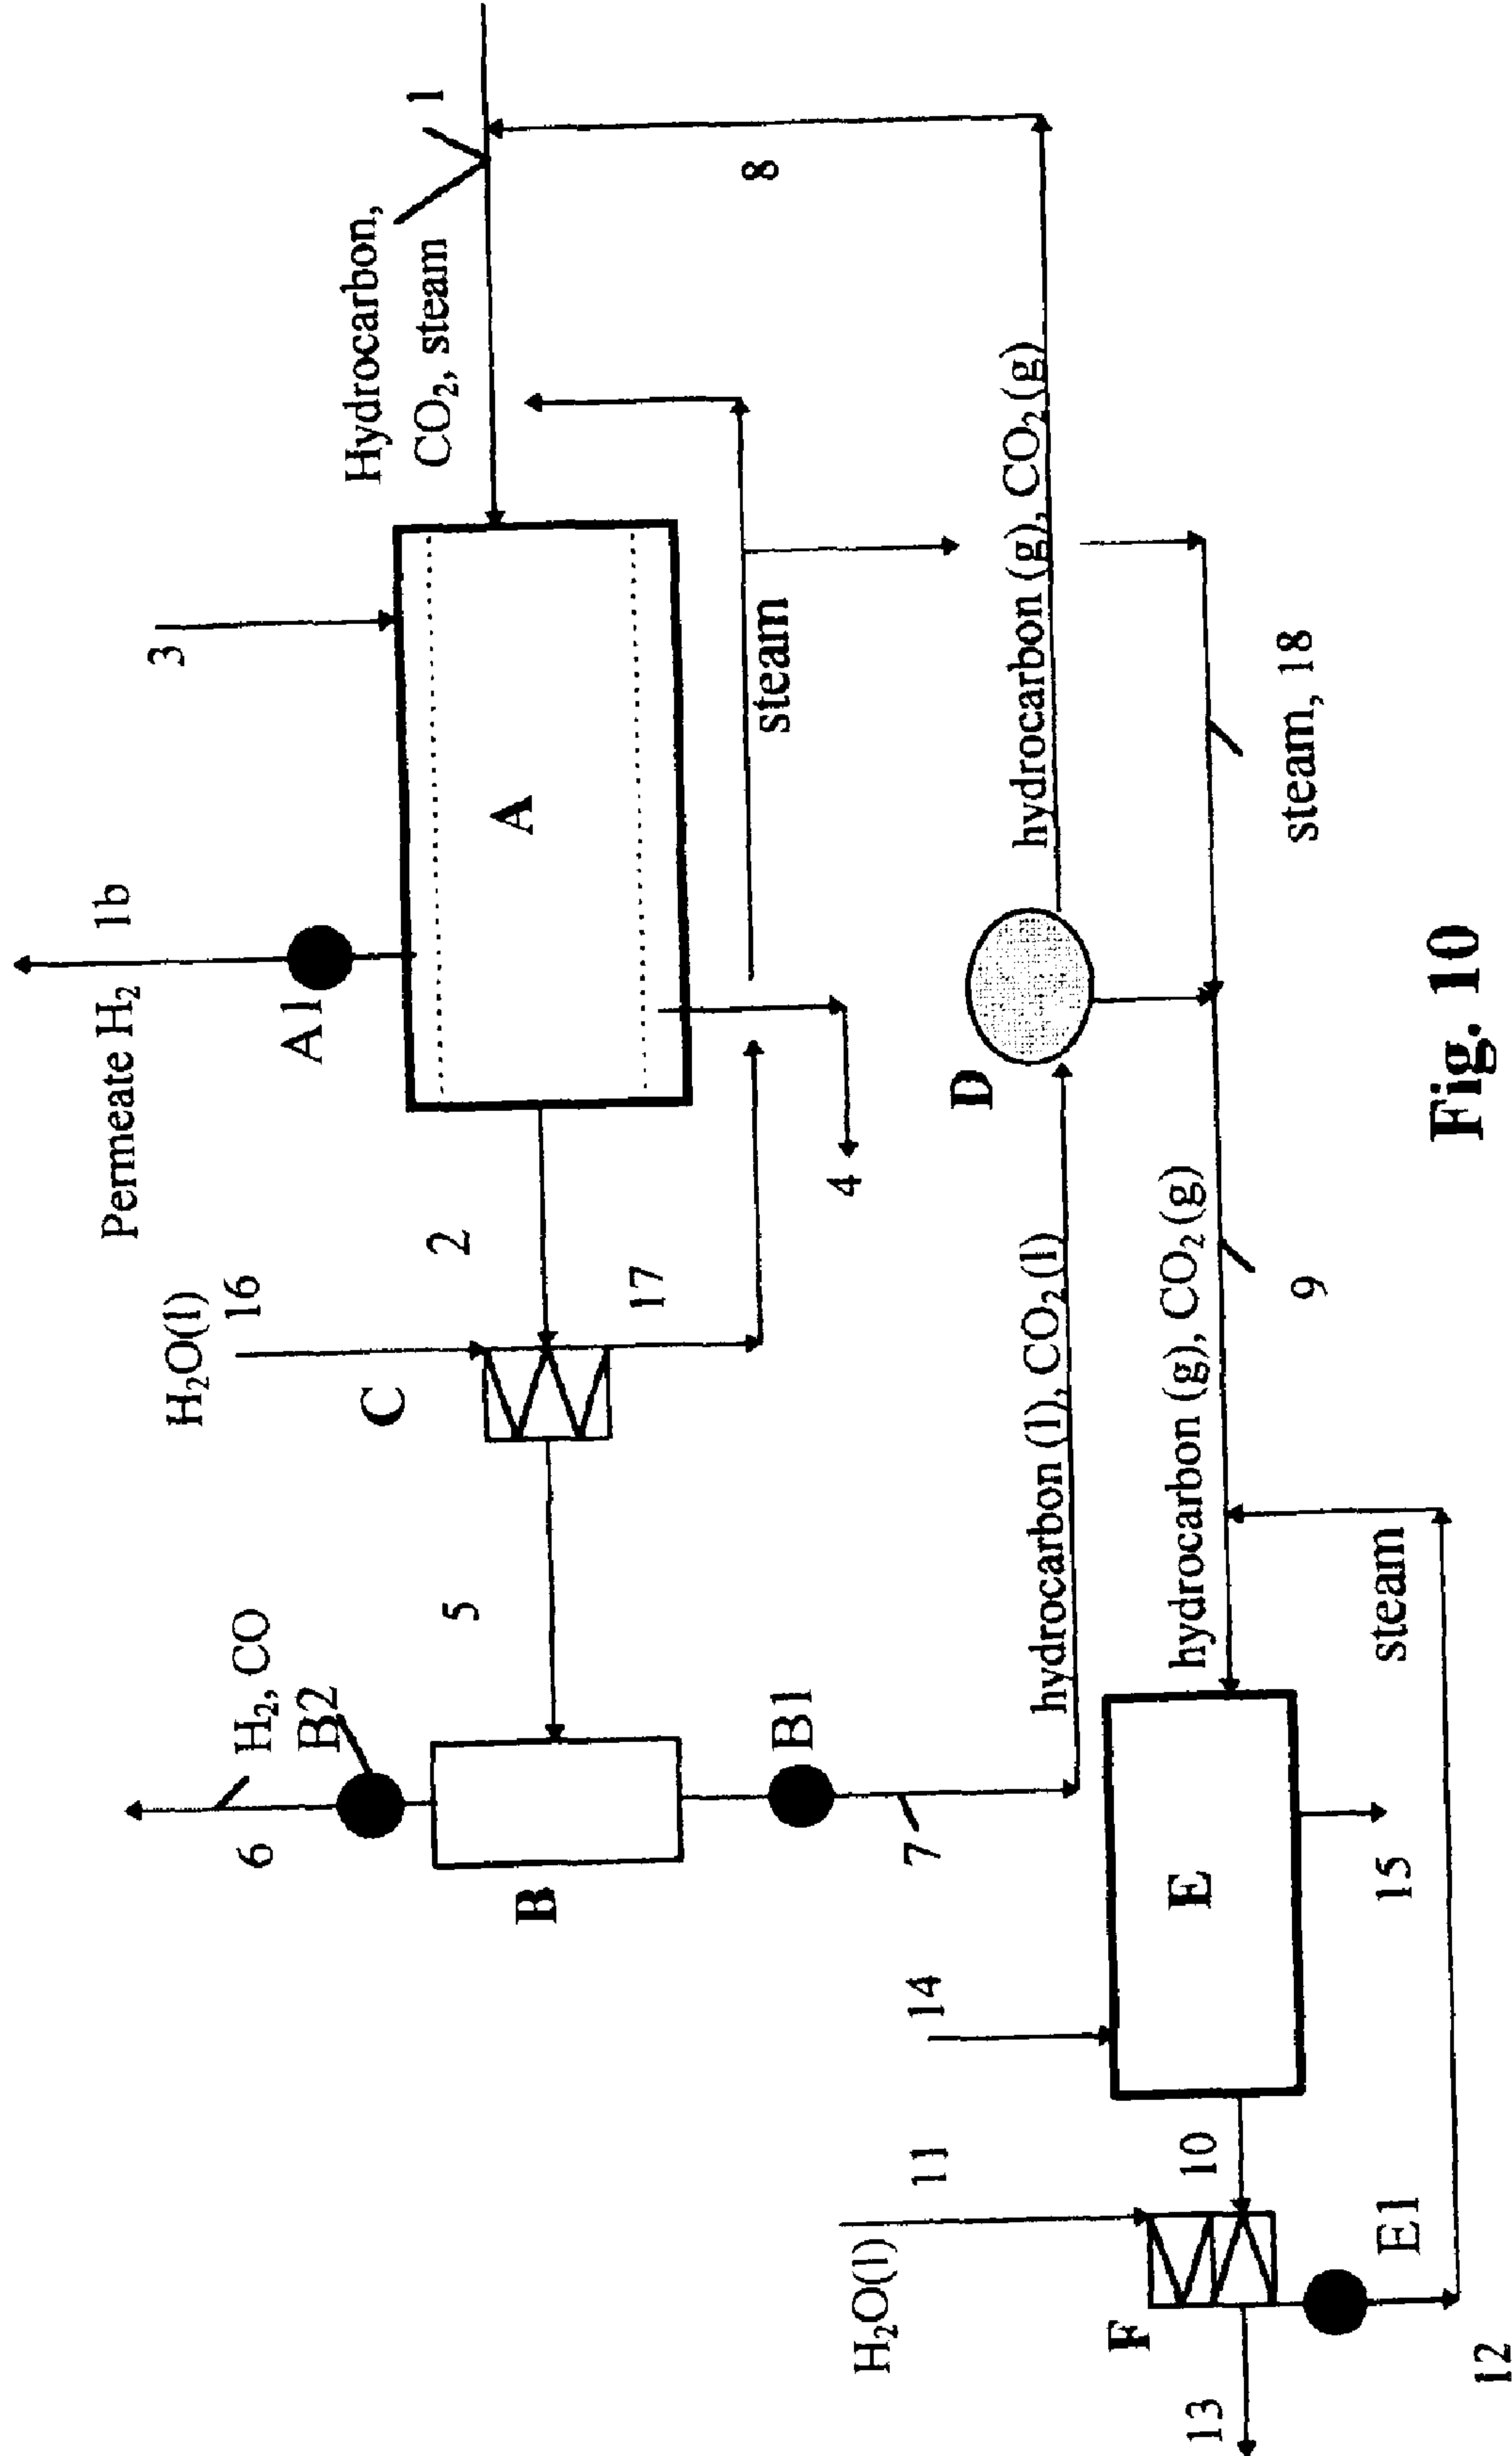 Permeate H₂
1b
A1
3
Hydrocarbon,
CO₂, steam
1
A
H₂O(l)
16
C
2
17
4
steam
8
H₂, CO
6
B2
5
B
B1
7
hydrocarbon (l), CO₂ (l)
D
hydrocarbon (g), CO₂ (g)
steam, 18
hydrocarbon (g), CO₂ (g)
9
14
E
15
steam
H₂O(l)
11
10
F
E1
13
12
Fig. 10